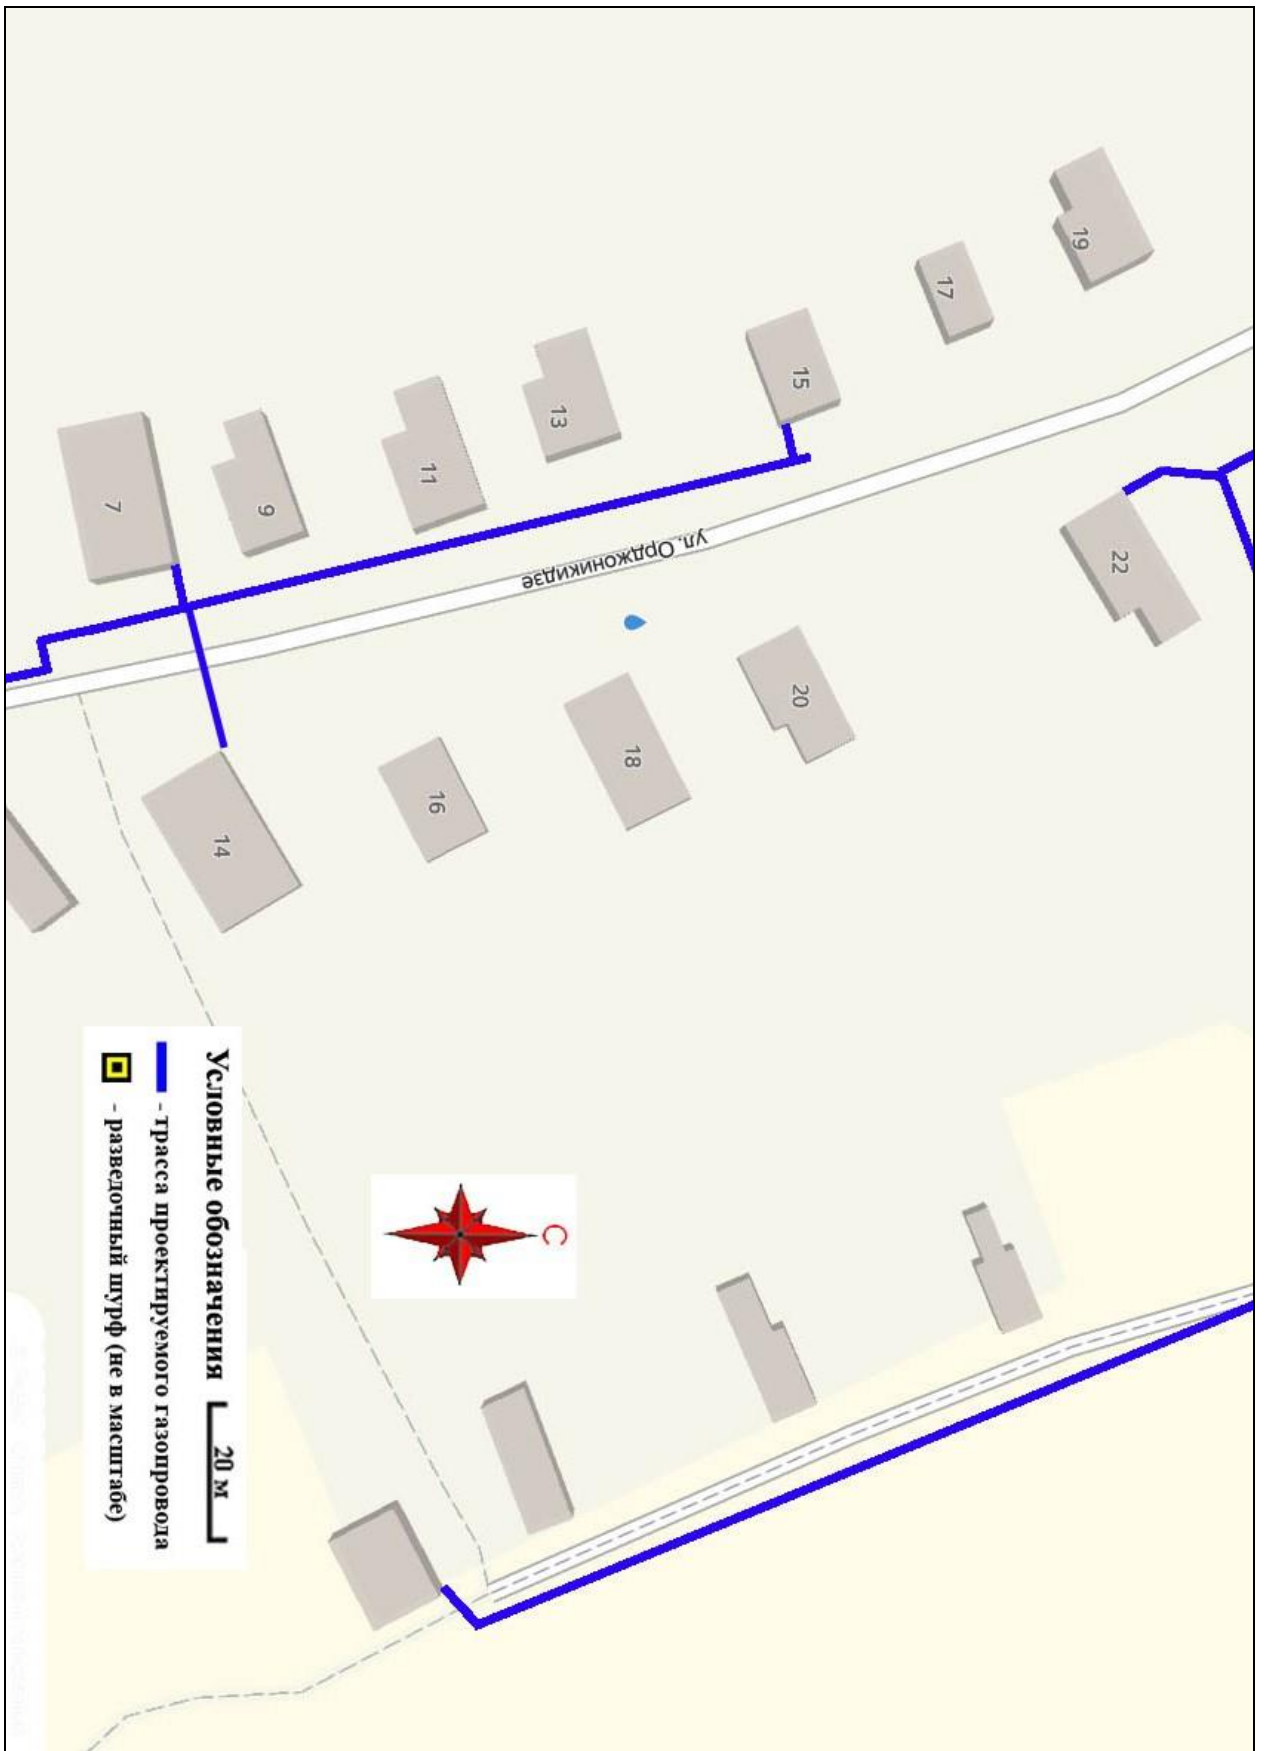 19
17
15
13
11
9
7
ул. Орджоникидзе
22
20
18
16
14
С
Условные обозначения
20 м
- трасса проектируемого газопровода
- разведочный шурф (не в масштабе)